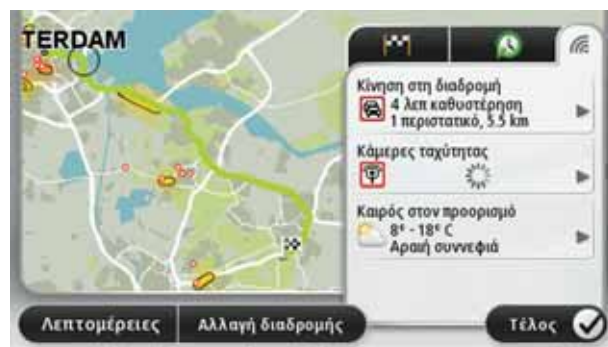 TERDAM
Κίνηση στη διαδρομή
4 λεπ καθυστέρηση
1 περιστατικό, 5.5 km
Κάμερες ταχύτητας
Καιρός στον προορισμό
8° - 18° C
Αραιή συννεφιά
Λεπτομέρειες
Αλλαγή διαδρομής
Τέλος